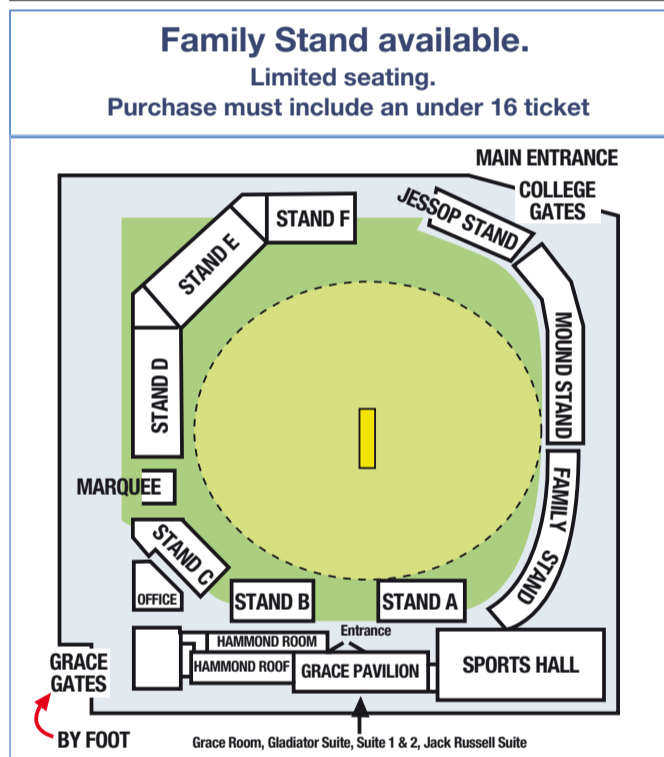 Family Stand available.
Limited seating.
Purchase must include an under 16 ticket
MAIN ENTRANCE
COLLEGE
GATES
JESSOP STAND
STAND F
STAND E
MOUND STAND
STAND D
MARQUEE
FAMILY STAND
STAND C
OFFICE
STAND B
STAND A
Entrance
HAMMOND ROOM
HAMMOND ROOF
GRACE PAVILION
SPORTS HALL
GRACE
GATES
BY FOOT
Grace Room, Gladiator Suite, Suite 1 & 2, Jack Russell Suite